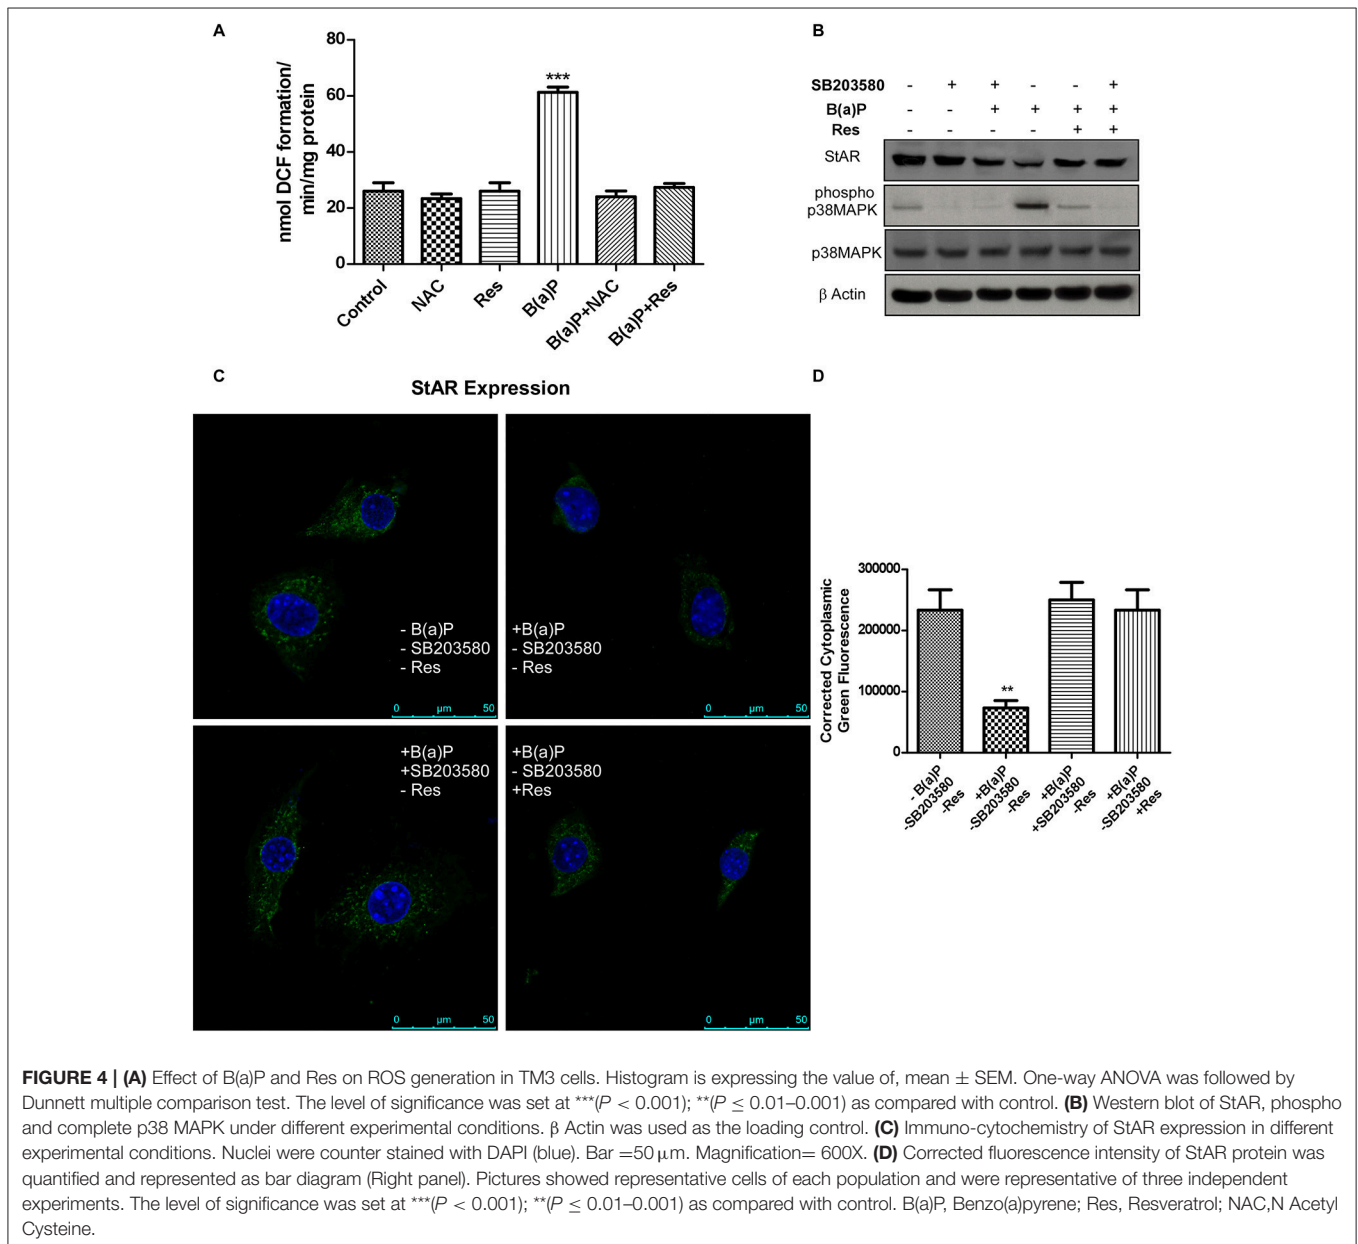 A
nmol DCF formation/
min/mg protein
80
60
40
20
0
***
Control
NAC
Res
B(a)P
B(a)P+NAC
B(a)P+Res
B
SB203580 - + + - - +
B(a)P - - + + + +
Res - - - - + +
StAR
phospho
p38MAPK
p38MAPK
β Actin
C
StAR Expression
- B(a)P
- SB203580
- Res
0 µm 50
+B(a)P
- SB203580
- Res
0 µm 50
+B(a)P
+SB203580
- Res
0 µm 50
+B(a)P
- SB203580
+Res
0 µm 50
D
Corrected Cytoplasmic
Green Fluorescence
300000
200000
100000
0
**
- B(a)P
-SB203580
-Res
+B(a)P
-SB203580
-Res
+B(a)P
+SB203580
-Res
+B(a)P
-SB203580
+Res
FIGURE 4 | (A) Effect of B(a)P and Res on ROS generation in TM3 cells. Histogram is expressing the value of, mean ± SEM. One-way ANOVA was followed by
Dunnett multiple comparison test. The level of significance was set at ***(P < 0.001); **(P ≤ 0.01–0.001) as compared with control. (B) Western blot of StAR, phospho
and complete p38 MAPK under different experimental conditions. β Actin was used as the loading control. (C) Immuno-cytochemistry of StAR expression in different
experimental conditions. Nuclei were counter stained with DAPI (blue). Bar =50 µm. Magnification= 600X. (D) Corrected fluorescence intensity of StAR protein was
quantified and represented as bar diagram (Right panel). Pictures showed representative cells of each population and were representative of three independent
experiments. The level of significance was set at ***(P < 0.001); **(P ≤ 0.01–0.001) as compared with control. B(a)P, Benzo(a)pyrene; Res, Resveratrol; NAC,N Acetyl
Cysteine.